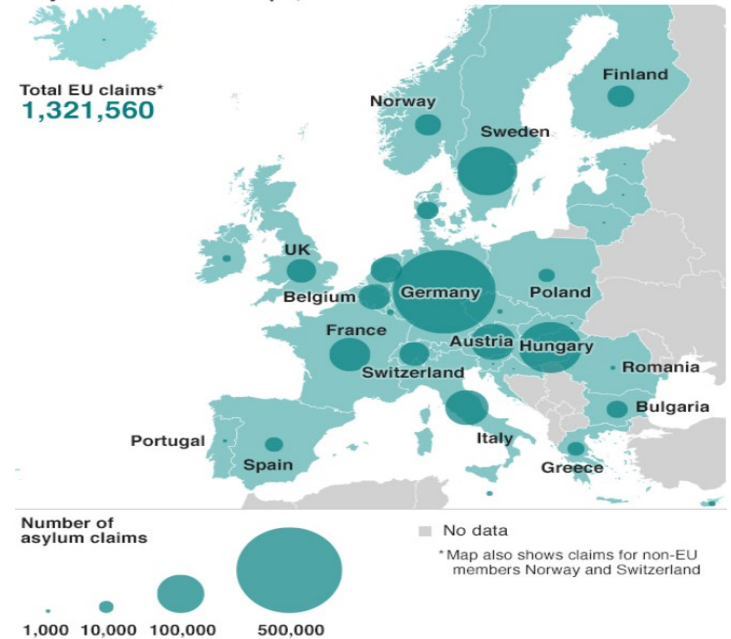 Total EU claims*
1,321,560
Finland
Norway
Sweden
UK
Belgium
Germany
Poland
France
Austria
Hungary
Switzerland
Romania
Bulgaria
Portugal
Italy
Spain
Greece
Number of
asylum claims
No data
*Map also shows claims for non-EU
members Norway and Switzerland
1,000 10,000 100,000 500,000